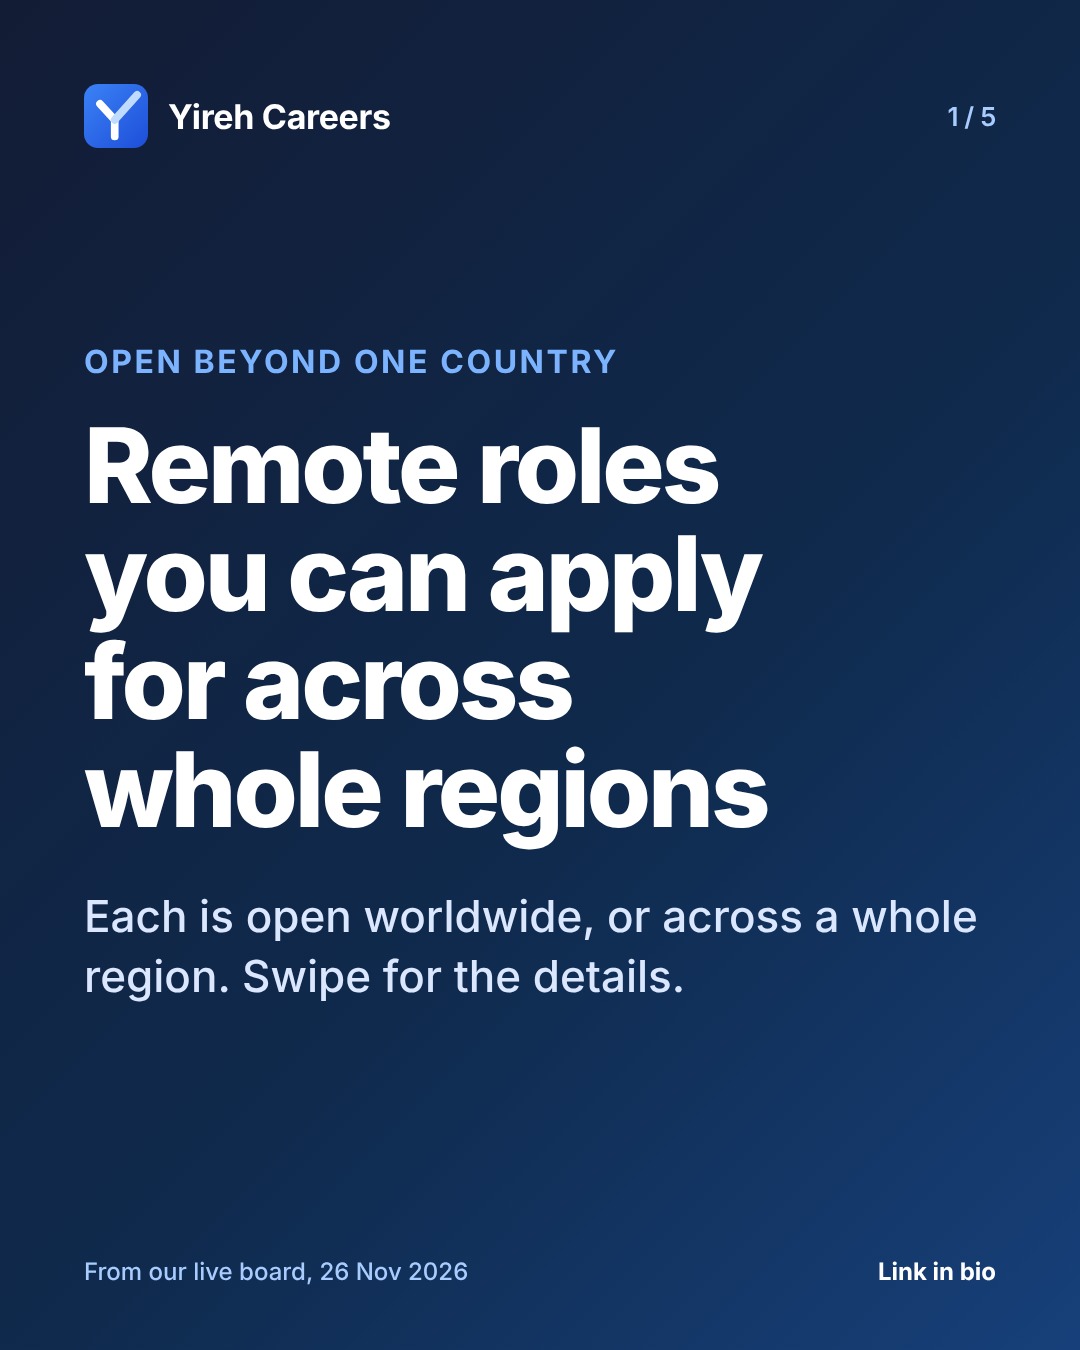 Yireh Careers
1 / 5
OPEN BEYOND ONE COUNTRY
Remote roles
you can apply
for across
whole regions
Each is open worldwide, or across a whole
region. Swipe for the details.
From our live board, 26 Nov 2026
Link in bio